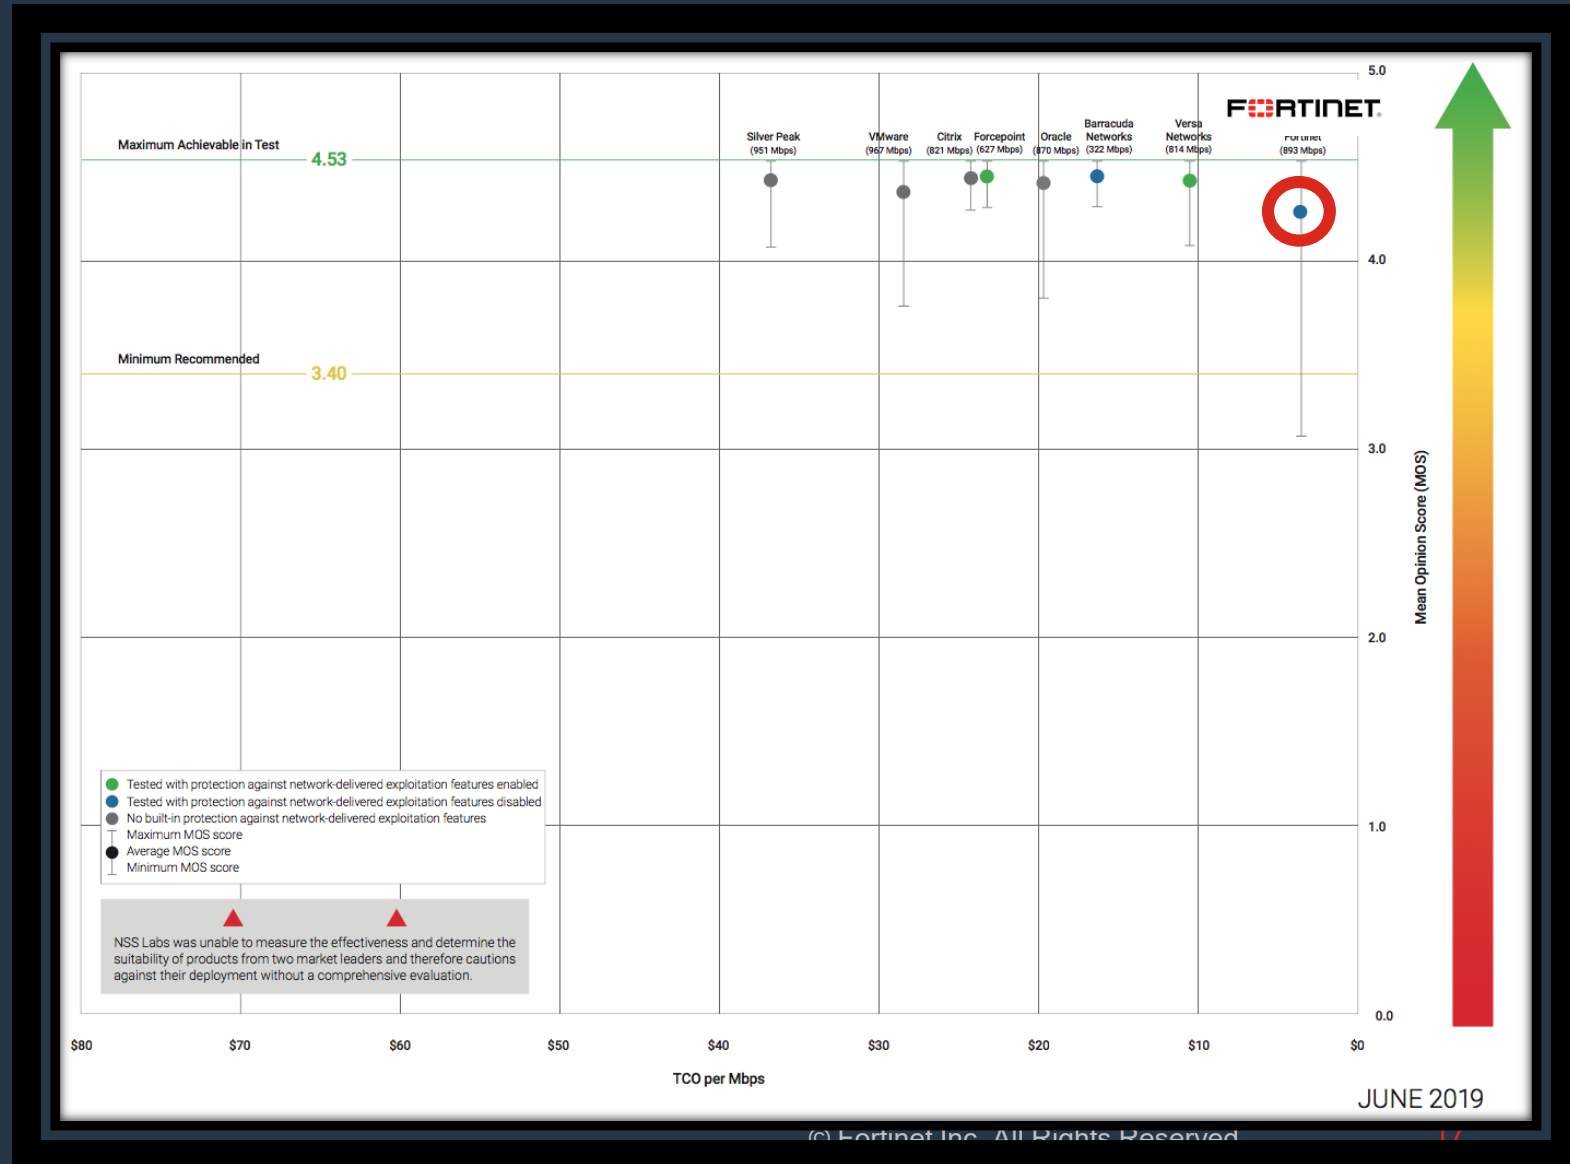 5.0
FORTINET
Maximum Achievable in Test
4.53
Silver Peak
(951 Mbps)
VMware
(967 Mbps)
Citrix
(821 Mbps)
Forcepoint
(627 Mbps)
Oracle
(870 Mbps)
Barracuda
Networks
(322 Mbps)
Versa
Networks
(814 Mbps)
Fortinet
(893 Mbps)
4.0
Minimum Recommended
3.40
3.0
Mean Opinion Score (MOS)
2.0
1.0
Tested with protection against network-delivered exploitation features enabled
Tested with protection against network-delivered exploitation features disabled
No built-in protection against network-delivered exploitation features
Maximum MOS score
Average MOS score
Minimum MOS score
NSS Labs was unable to measure the effectiveness and determine the
suitability of products from two market leaders and therefore cautions
against their deployment without a comprehensive evaluation.
0.0
$80 $70 $60 $50 $40 $30 $20 $10 $0
TCO per Mbps
JUNE 2019
© Fortinet Inc. All Rights Reserved